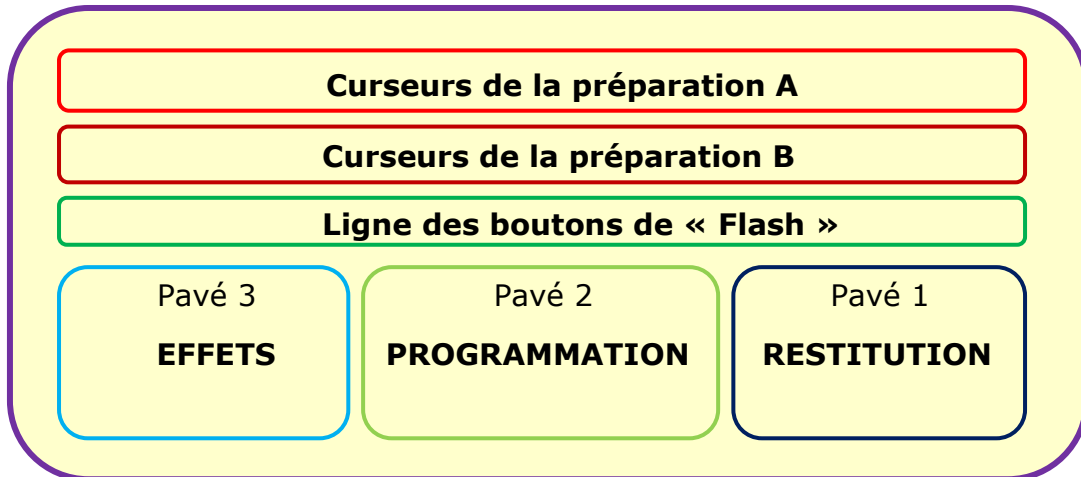 Curseurs de la préparation A
Curseurs de la préparation B
Ligne des boutons de « Flash »
Pavé 3
EFFETS
Pavé 2
PROGRAMMATION
Pavé 1
RESTITUTION